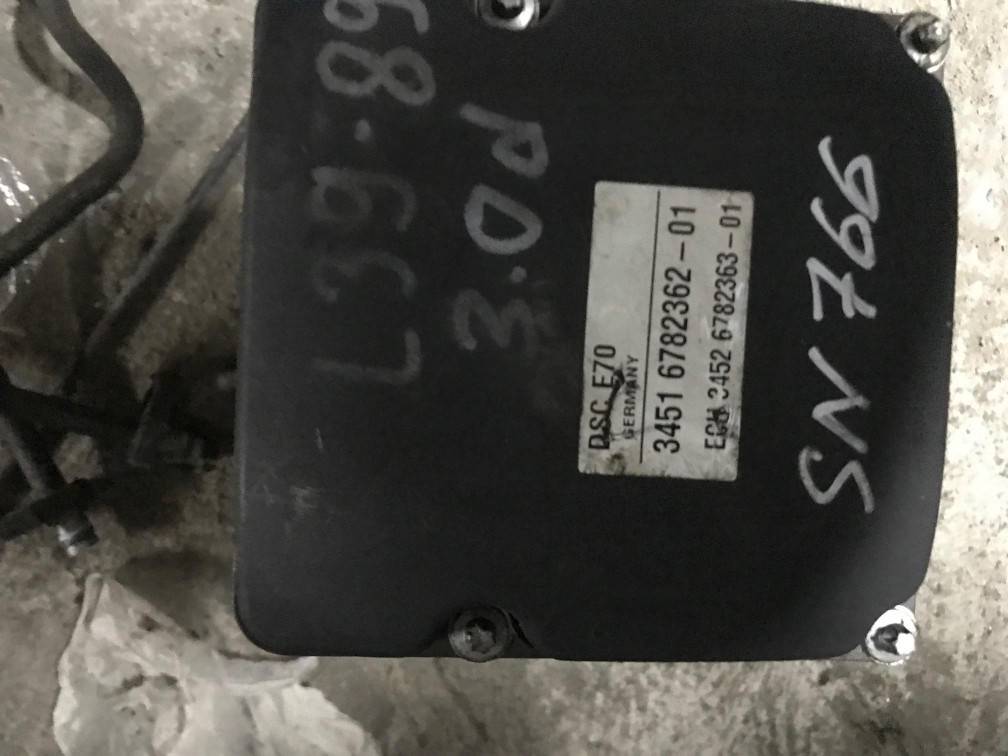 L39-89
3.0d
DSC E70
GERMANY
3451 6782362-01
ECU 3452 6782363-01
SN 766